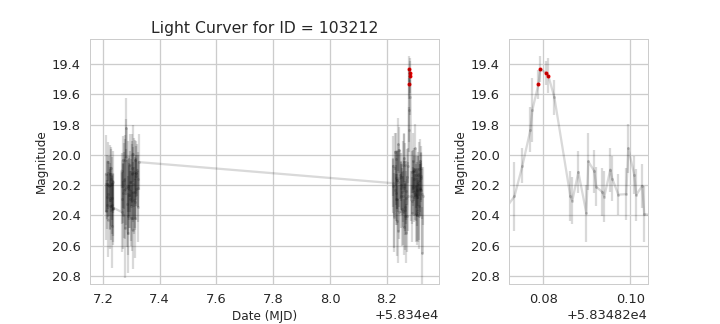 Light Curver for ID = 103212
Magnitude
19.4
19.6
19.8
20.0
20.2
20.4
20.6
20.8
7.2 7.4 7.6 7.8 8.0 8.2
Date (MJD)
+5.834e4
Magnitude
19.4
19.6
19.8
20.0
20.2
20.4
20.6
20.8
0.08 0.10
+5.83482e4